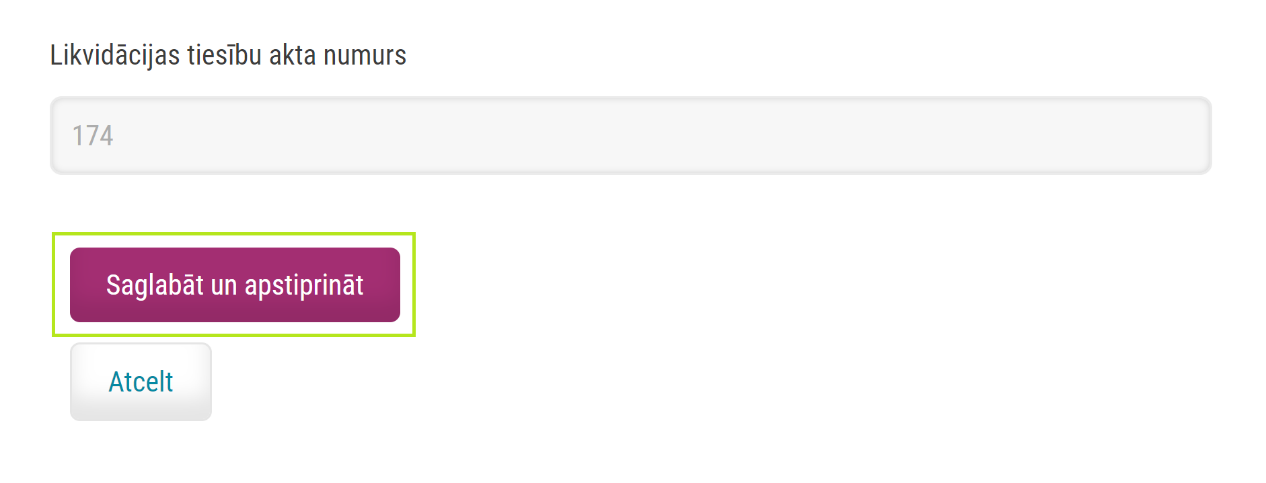 Likvidācijas tiesību akta numurs
174
Saglabāt un apstiprināt
Atcelt